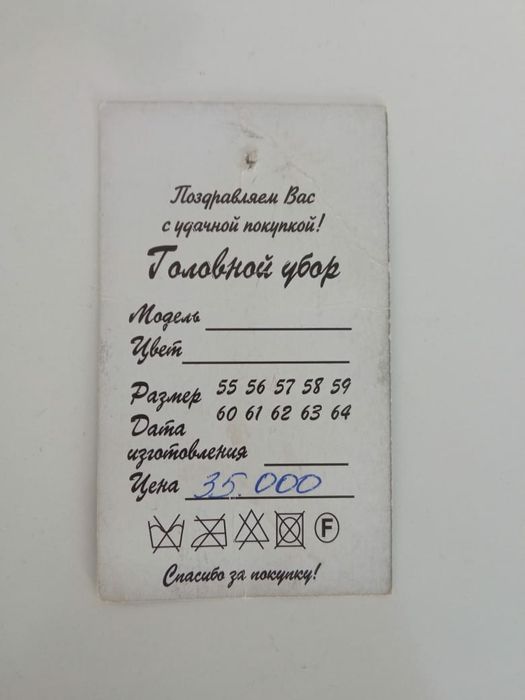 Поздравляем Вас
с удачной покупкой!
Головной убор
Модель
Цвет
Размер 55 56 57 58 59
60 61 62 63 64
Дата
изготовления
Цена 35.000
F
Спасибо за покупку!